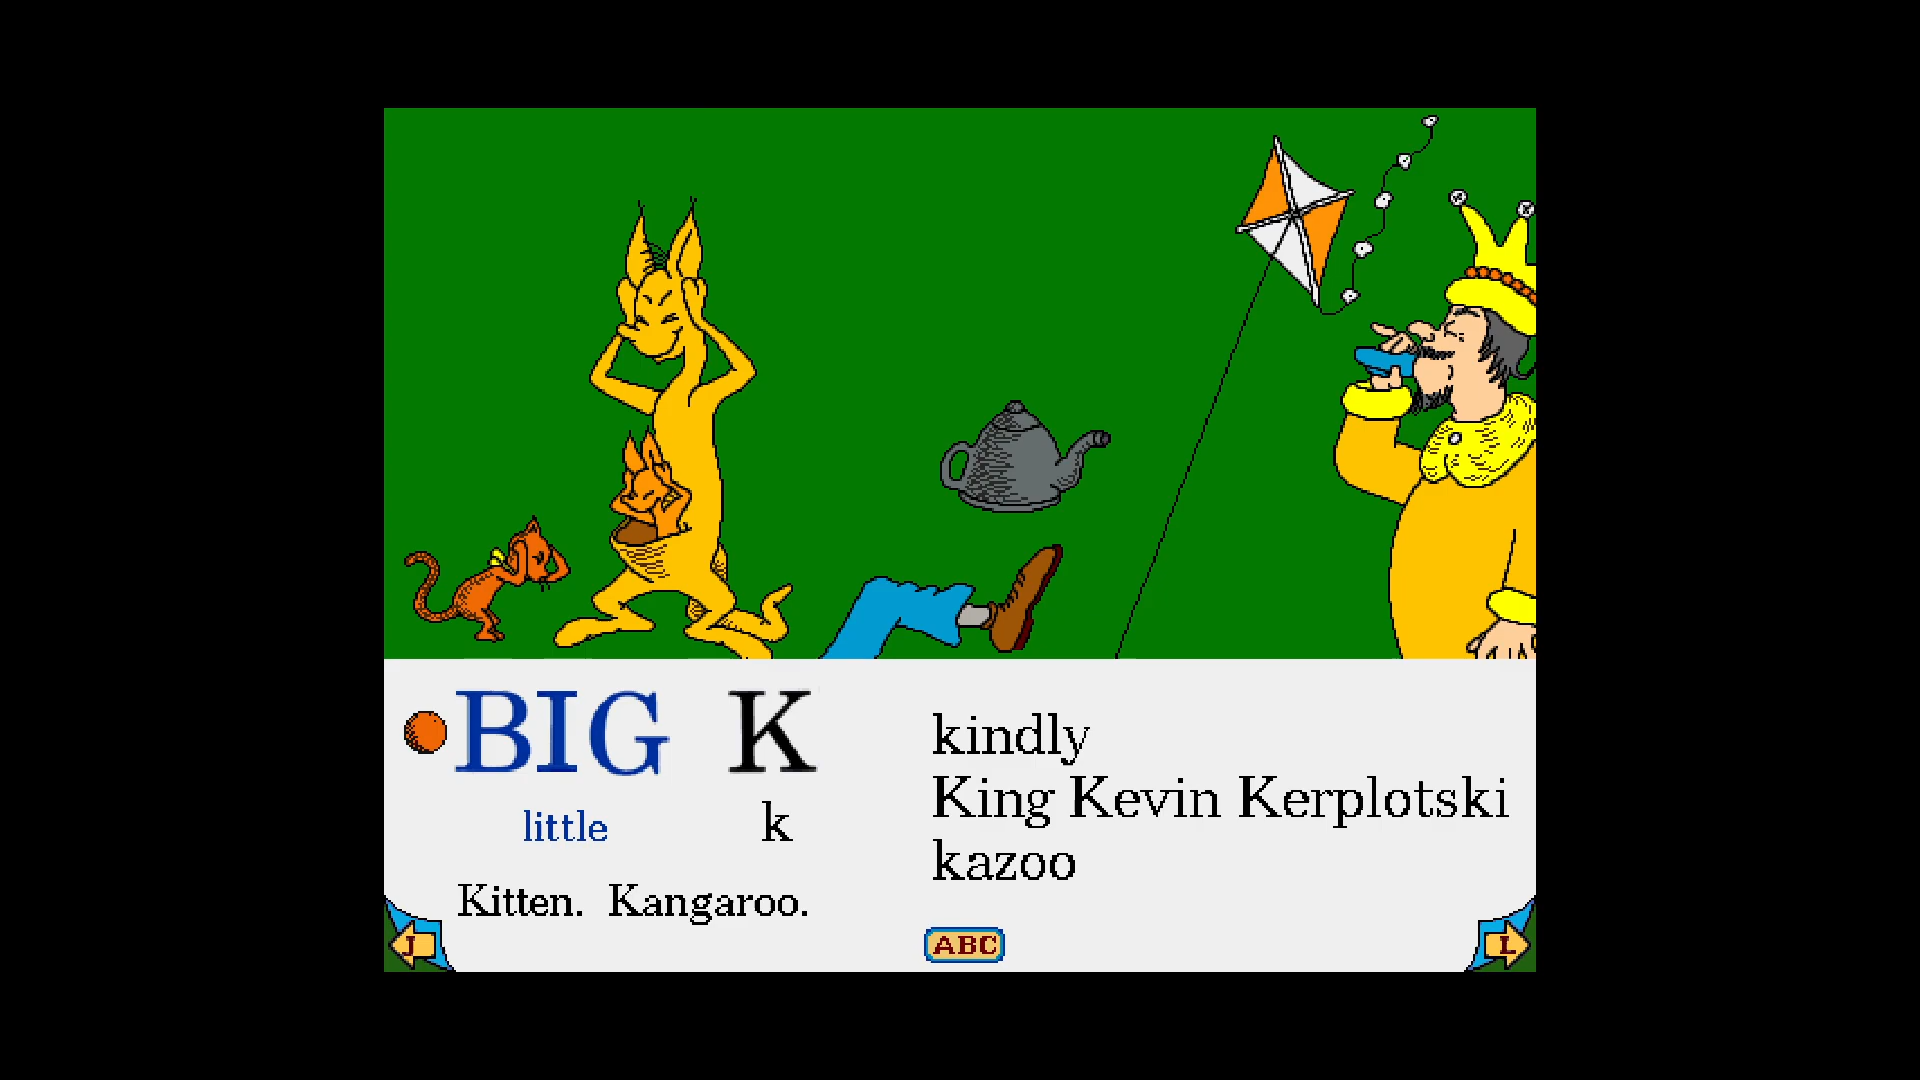 BIG K
little k
Kitten. Kangaroo.
kindly
King Kevin Kerplotski
kazoo
J
ABC
L